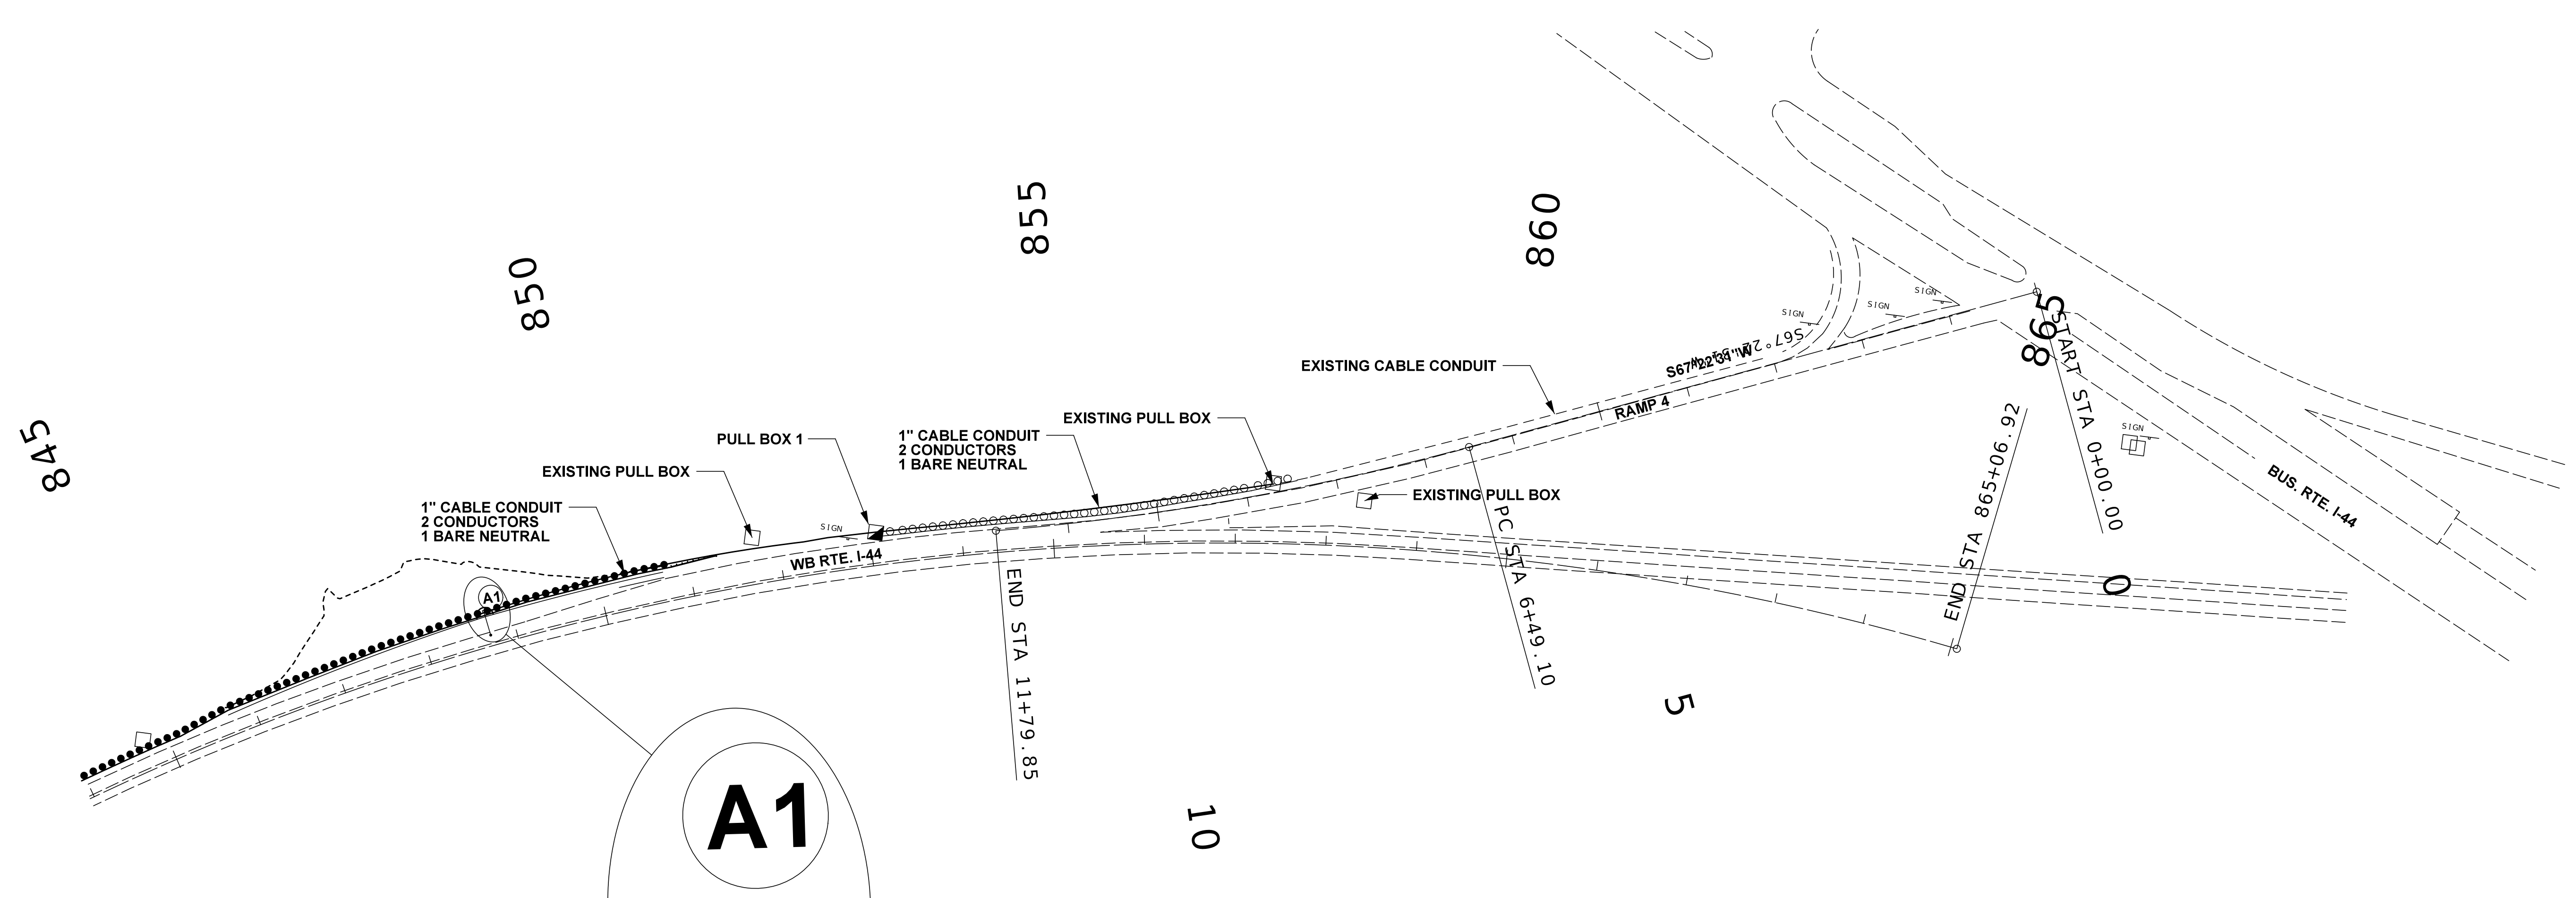 845
850
855
860
865
SIGN
SIGN
SIGN
START STA 0+00.00
S67°22'31"W
EXISTING CABLE CONDUIT
RAMP 4
EXISTING PULL BOX
1" CABLE CONDUIT
2 CONDUCTORS
1 BARE NEUTRAL
PULL BOX 1
EXISTING PULL BOX
1" CABLE CONDUIT
2 CONDUCTORS
1 BARE NEUTRAL
SIGN
WB RTE. I-44
EXISTING PULL BOX
SIGN
BUS. RTE. I-44
A1
END STA 11+79.85
PC STA 6+49.10
END STA 865+06.92
0
5
10
A1